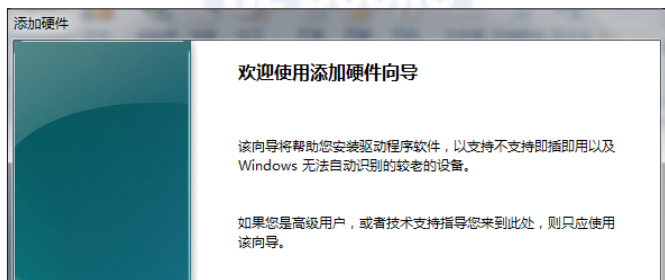 添加硬件
欢迎使用添加硬件向导
该向导将帮助您安装驱动程序软件，以支持不支持即插即用以及
Windows 无法自动识别的较老的设备。
如果您是高级用户，或者技术支持指导您来到此处，则只应使用
该向导。